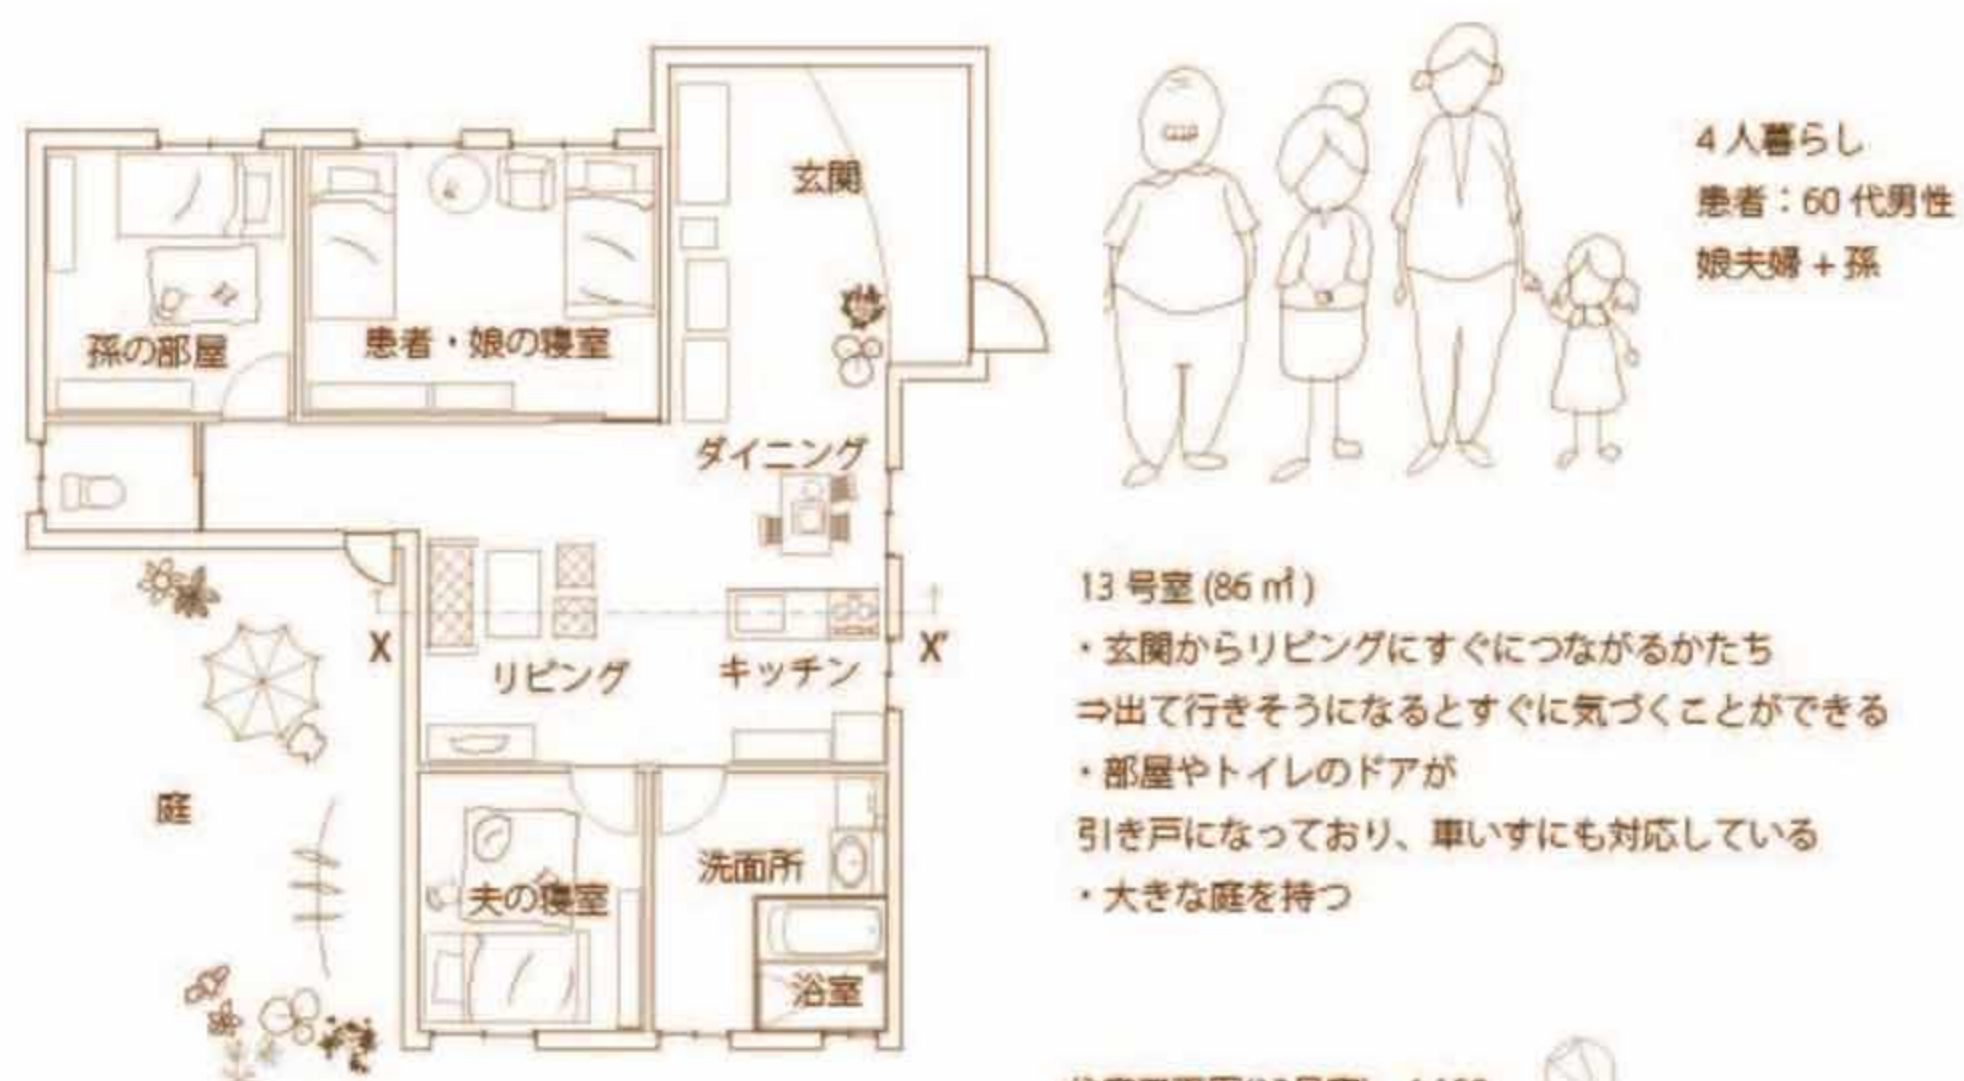 玄関
4人暮らし
患者：60代男性
娘夫婦＋孫
孫の部屋
患者・娘の寝室
ダイニング
X
X'
リビング
キッチン
庭
夫の寝室
洗面所
浴室
13号室(86㎡)
・玄関からリビングにすぐにつながるかたち
⇒出て行きそうになるとすぐに気づくことができる
・部屋やトイレのドアが
引き戸になっており、車いすにも対応している
・大きな庭を持つ